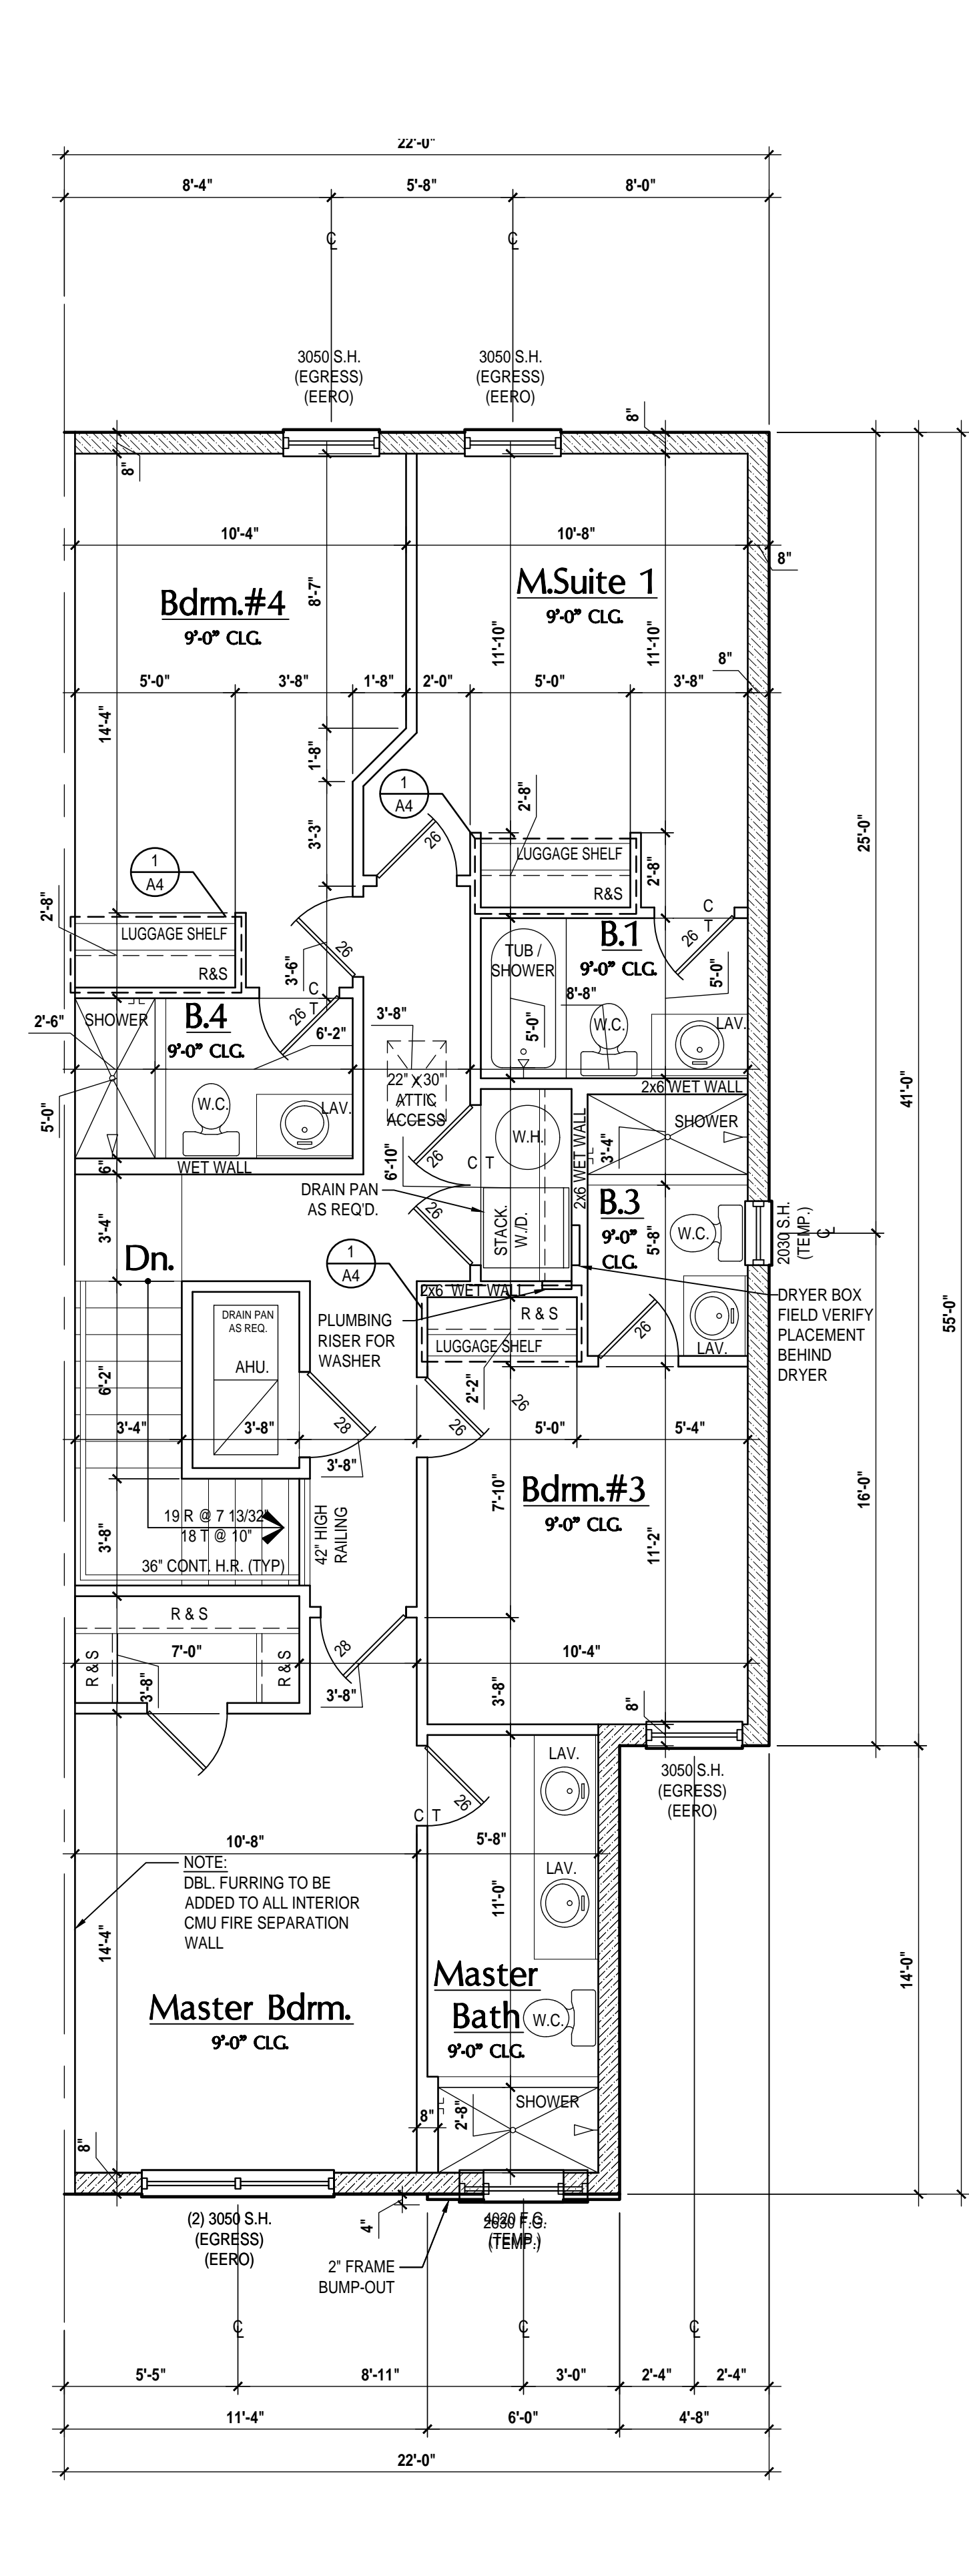 22'-0"
8'-4" 5'-8" 8'-0"
℄ ℄
3050 S.H. 3050 S.H.
(EGRESS) (EGRESS)
(EERO) (EERO)
8"
8"
10'-4" 10'-8"
8"
Bdrm.#4 M.Suite 1
9'-0" CLG. 9'-0" CLG.
8'-7"
11'-10" 11'-10"
8"
5'-0" 3'-8" 1'-8" 2'-0" 5'-0" 3'-8"
14'-4"
1'-8"
3'-3"
2'-8"
1
A4
26
25'-0"
LUGGAGE SHELF
R&S
2'-8"
1
A4
2'-8"
LUGGAGE SHELF
R&S
26
3'-6"
C
T
26
B.1
9'-0" CLG.
TUB /
SHOWER
5'-0"
8'-8"
5'-0"
W.C.
LAV.
C
T
26
2'-6"
SHOWER
B.4
9'-0" CLG.
6'-2"
3'-8"
5'-0"
W.C.
LAV.
22" x 30"
ATTIC
ACCESS
2x6 WET WALL
41'-0"
6"
WET WALL
W.H.
2x6 WET WALL
SHOWER
3'-4"
26
C T
6'-10"
DRAIN PAN
AS REQ'D.
26
STACK.
W./D.
B.3
9'-0"
CLG.
5'-8"
W.C.
2030 S.H.
(TEMP.)
℄
3'-4"
Dn.
1
A4
2x6 WET WALL
R & S
LUGGAGE SHELF
2'-2"
26
LAV.
DRYER BOX
FIELD VERIFY
PLACEMENT
BEHIND
DRYER
DRAIN PAN
AS REQ.
AHU.
PLUMBING
RISER FOR
WASHER
55'-0"
6'-2"
26
26
28
3'-4" 3'-8" 5'-0" 5'-4"
3'-8"
Bdrm.#3
9'-0" CLG.
7'-10"
11'-2"
16'-0"
19 R @ 7 13/32"
18 T @ 10"
3'-8"
36" CONT. H.R. (TYP)
42" HIGH
RAILING
R & S
R & S
R & S
7'-0"
3'-8"
28
3'-8"
10'-4"
3'-8"
8"
3050 S.H.
(EGRESS)
(EERO)
LAV.
26
C T
10'-8" 5'-8"
NOTE:
DBL. FURRING TO BE
ADDED TO ALL INTERIOR
CMU FIRE SEPARATION
WALL
LAV.
11'-0"
14'-4"
14'-0"
Master Bdrm.
9'-0" CLG.
Master
Bath
9'-0" CLG.
W.C.
SHOWER
8"
2'-8"
8"
(2) 3050 S.H.
(EGRESS)
(EERO)
4"
F.G.
(TEMP.)
2" FRAME
BUMP-OUT
℄ ℄ ℄
5'-5" 8'-11" 3'-0" 2'-4" 2'-4"
11'-4" 6'-0" 4'-8"
22'-0"